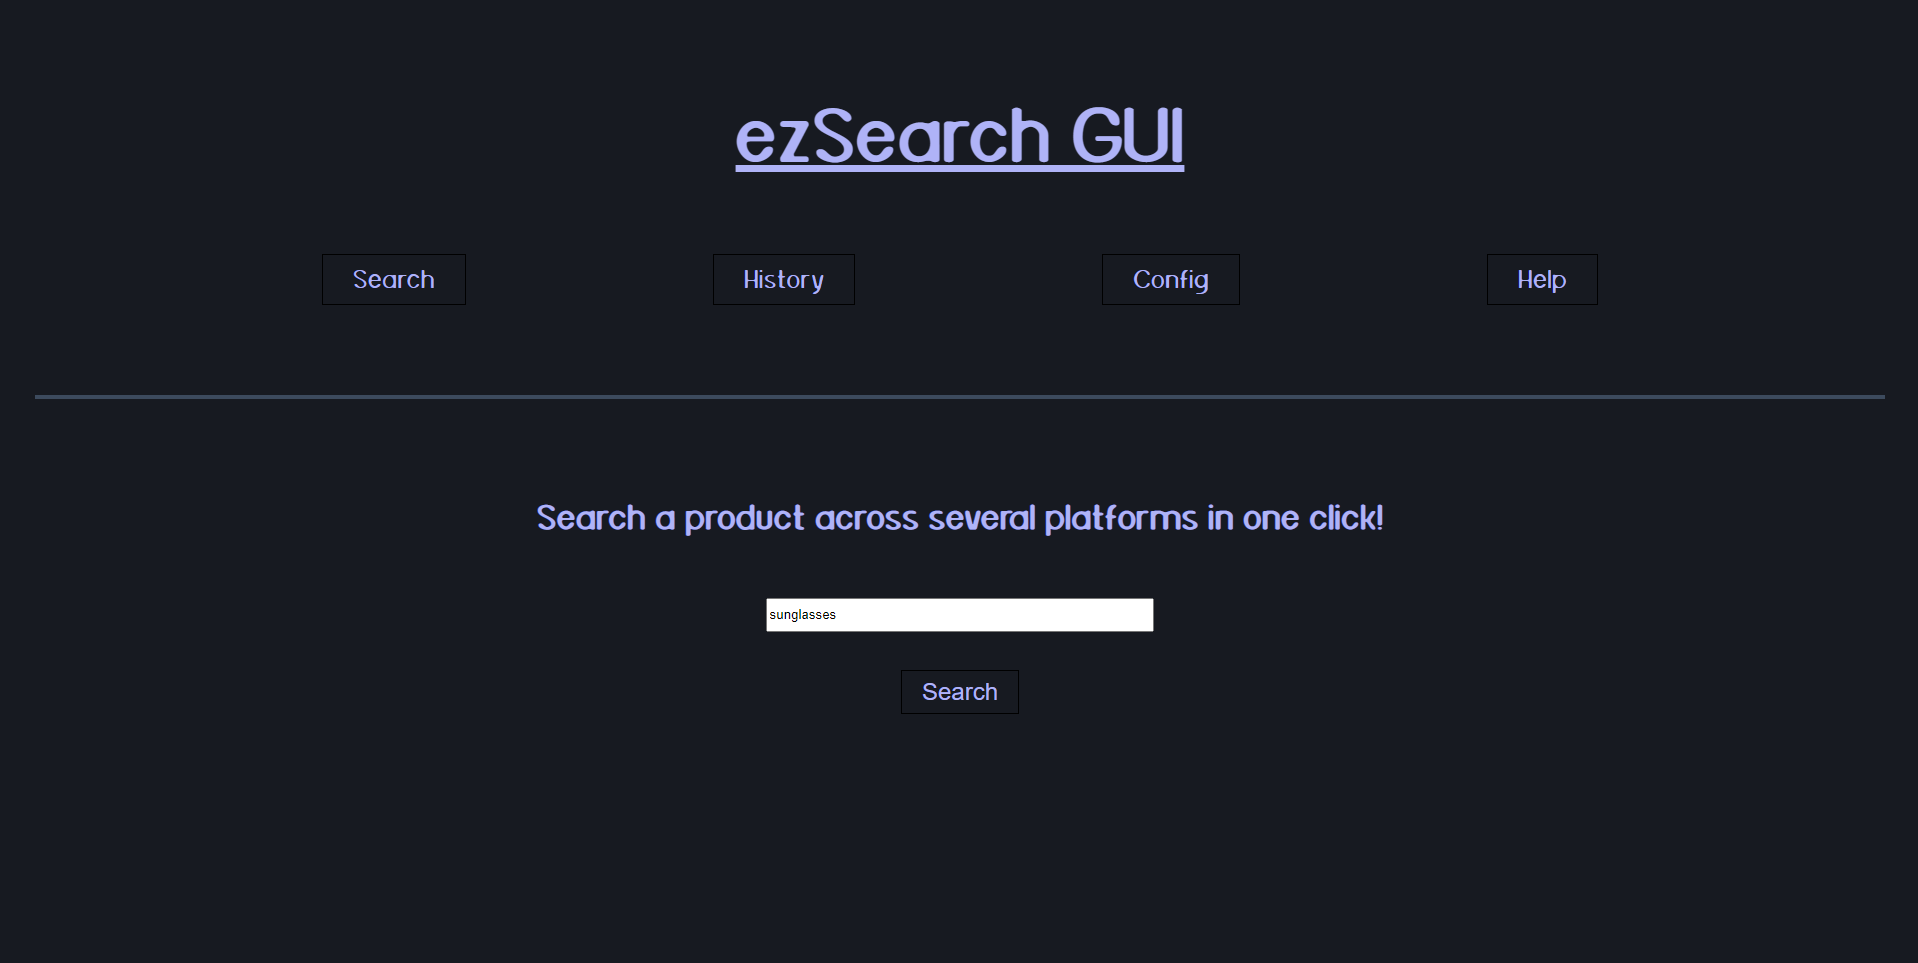 ezSearch GUI
Search History Config Help
Search a product across several platforms in one click!
sunglasses
Search